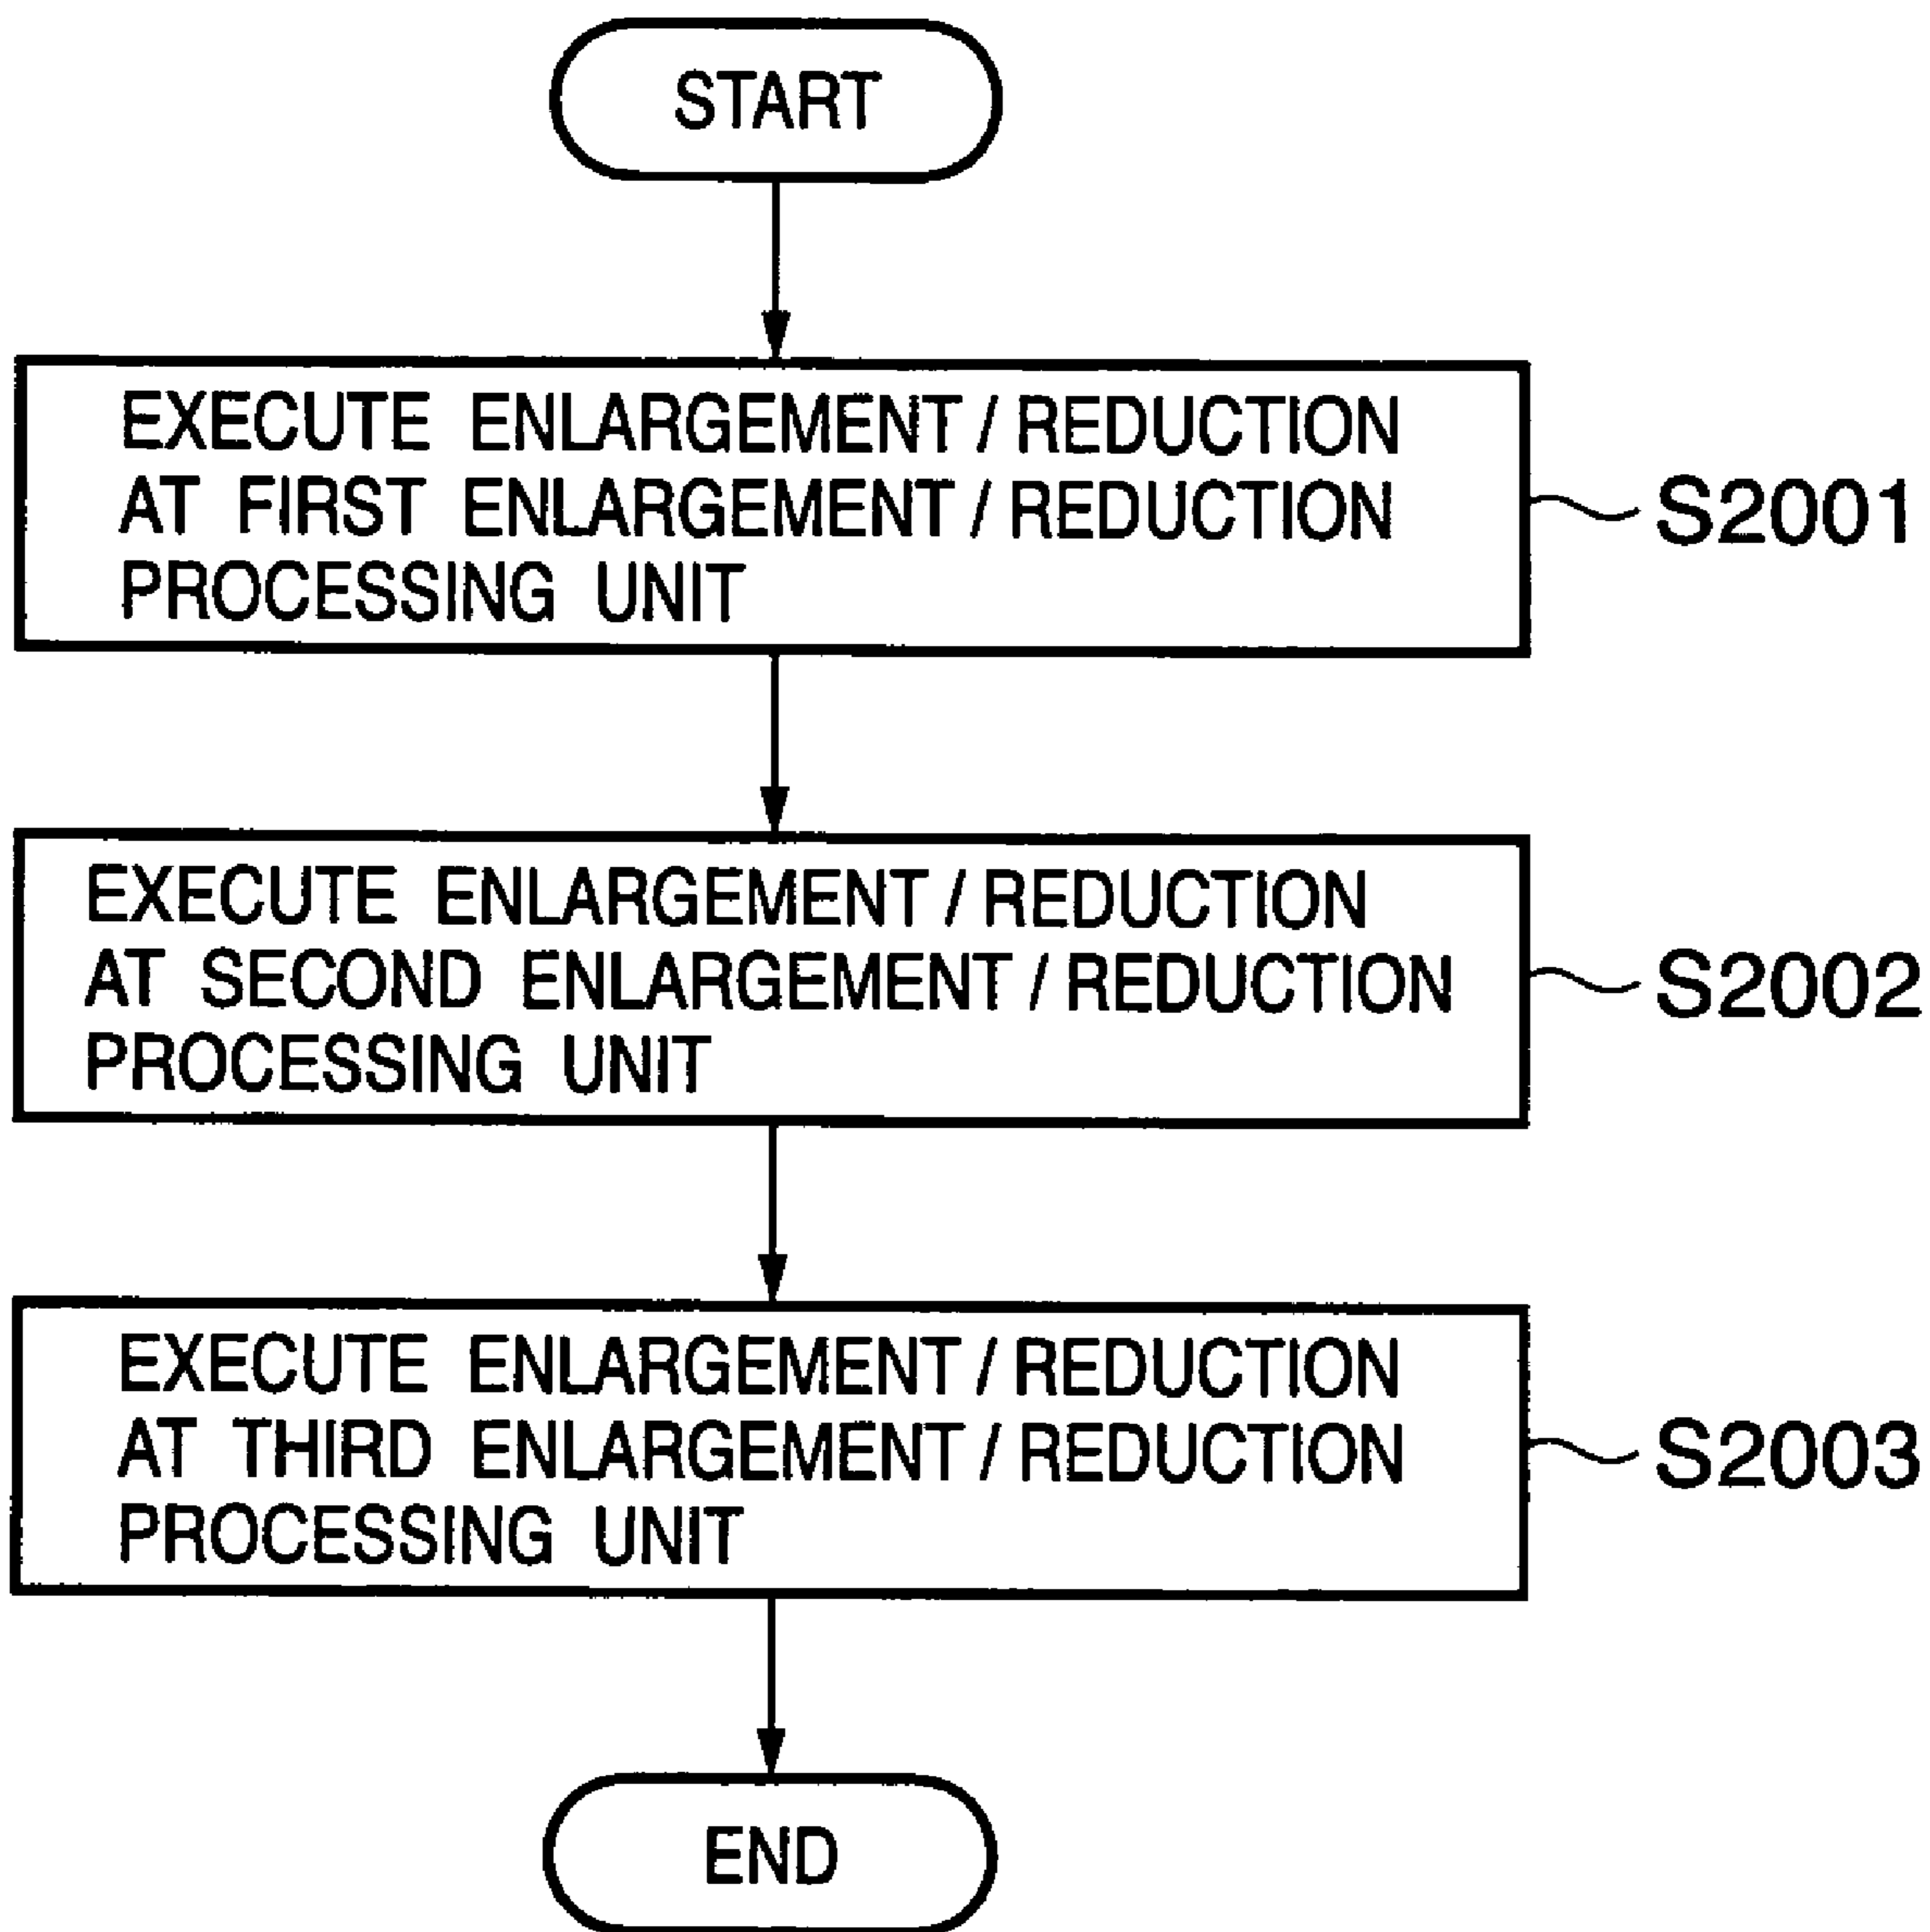 START
EXECUTE ENLARGEMENT / REDUCTION
AT FIRST ENLARGEMENT / REDUCTION
PROCESSING UNIT
S2001
EXECUTE ENLARGEMENT / REDUCTION
AT SECOND ENLARGEMENT / REDUCTION
PROCESSING UNIT
S2002
EXECUTE ENLARGEMENT / REDUCTION
AT THIRD ENLARGEMENT / REDUCTION
PROCESSING UNIT
S2003
END